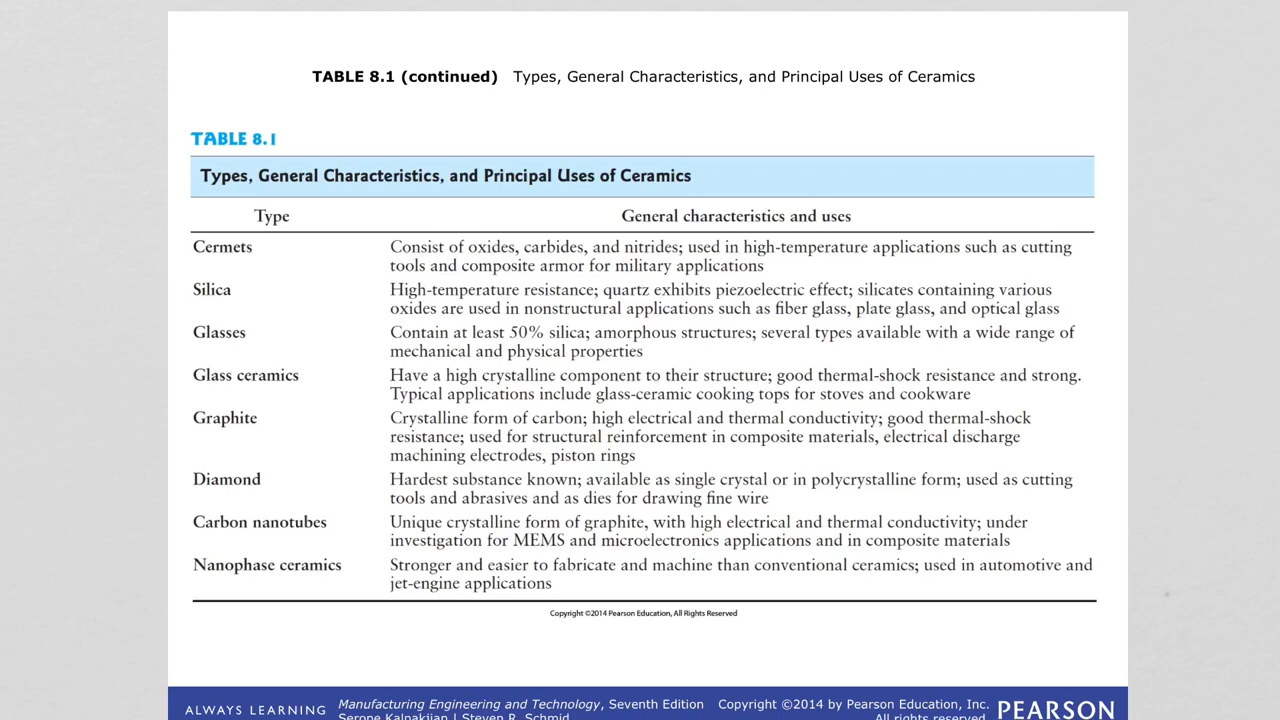 TABLE 8.1 (continued) Types, General Characteristics, and Principal Uses of Ceramics
TABLE 8.1
Types, General Characteristics, and Principal Uses of Ceramics
Type General characteristics and uses
Cermets Consist of oxides, carbides, and nitrides; used in high-temperature applications such as cutting
tools and composite armor for military applications
Silica High-temperature resistance; quartz exhibits piezoelectric effect; silicates containing various
oxides are used in nonstructural applications such as fiber glass, plate glass, and optical glass
Glasses Contain at least 50% silica; amorphous structures; several types available with a wide range of
mechanical and physical properties
Glass ceramics Have a high crystalline component to their structure; good thermal-shock resistance and strong.
Typical applications include glass-ceramic cooking tops for stoves and cookware
Graphite Crystalline form of carbon; high electrical and thermal conductivity; good thermal-shock
resistance; used for structural reinforcement in composite materials, electrical discharge
machining electrodes, piston rings
Diamond Hardest substance known; available as single crystal or in polycrystalline form; used as cutting
tools and abrasives and as dies for drawing fine wire
Carbon nanotubes Unique crystalline form of graphite, with high electrical and thermal conductivity; under
investigation for MEMS and microelectronics applications and in composite materials
Nanophase ceramics Stronger and easier to fabricate and machine than conventional ceramics; used in automotive and
jet-engine applications
Copyright ©2014 Pearson Education, All Rights Reserved
ALWAYS LEARNING
Manufacturing Engineering and Technology, Seventh Edition
Serope Kalpakjian | Steven R. Schmid
Copyright ©2014 by Pearson Education, Inc.
All rights reserved.
PEARSON